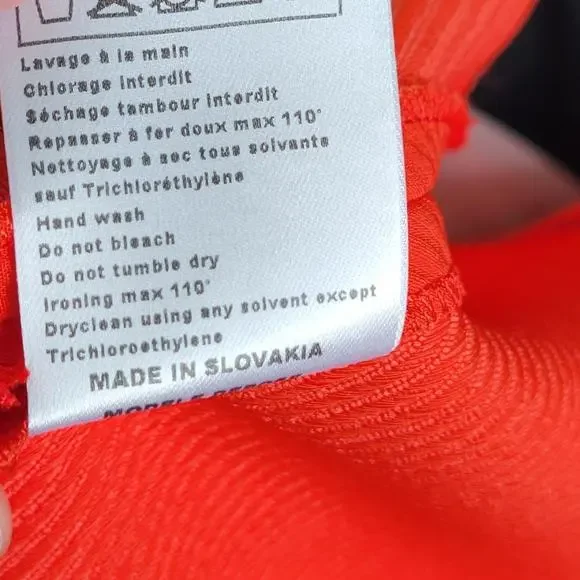 Lavage à la main
Chlorage interdit
Séchage tambour interdit
Repasser à fer doux max 110°
Nettoyage à sec tous solvants
sauf Trichloréthylène
Hand wash
Do not bleach
Do not tumble dry
Ironing max 110°
Dryclean using any solvent except
Trichloroethylene
MADE IN SLOVAKIA